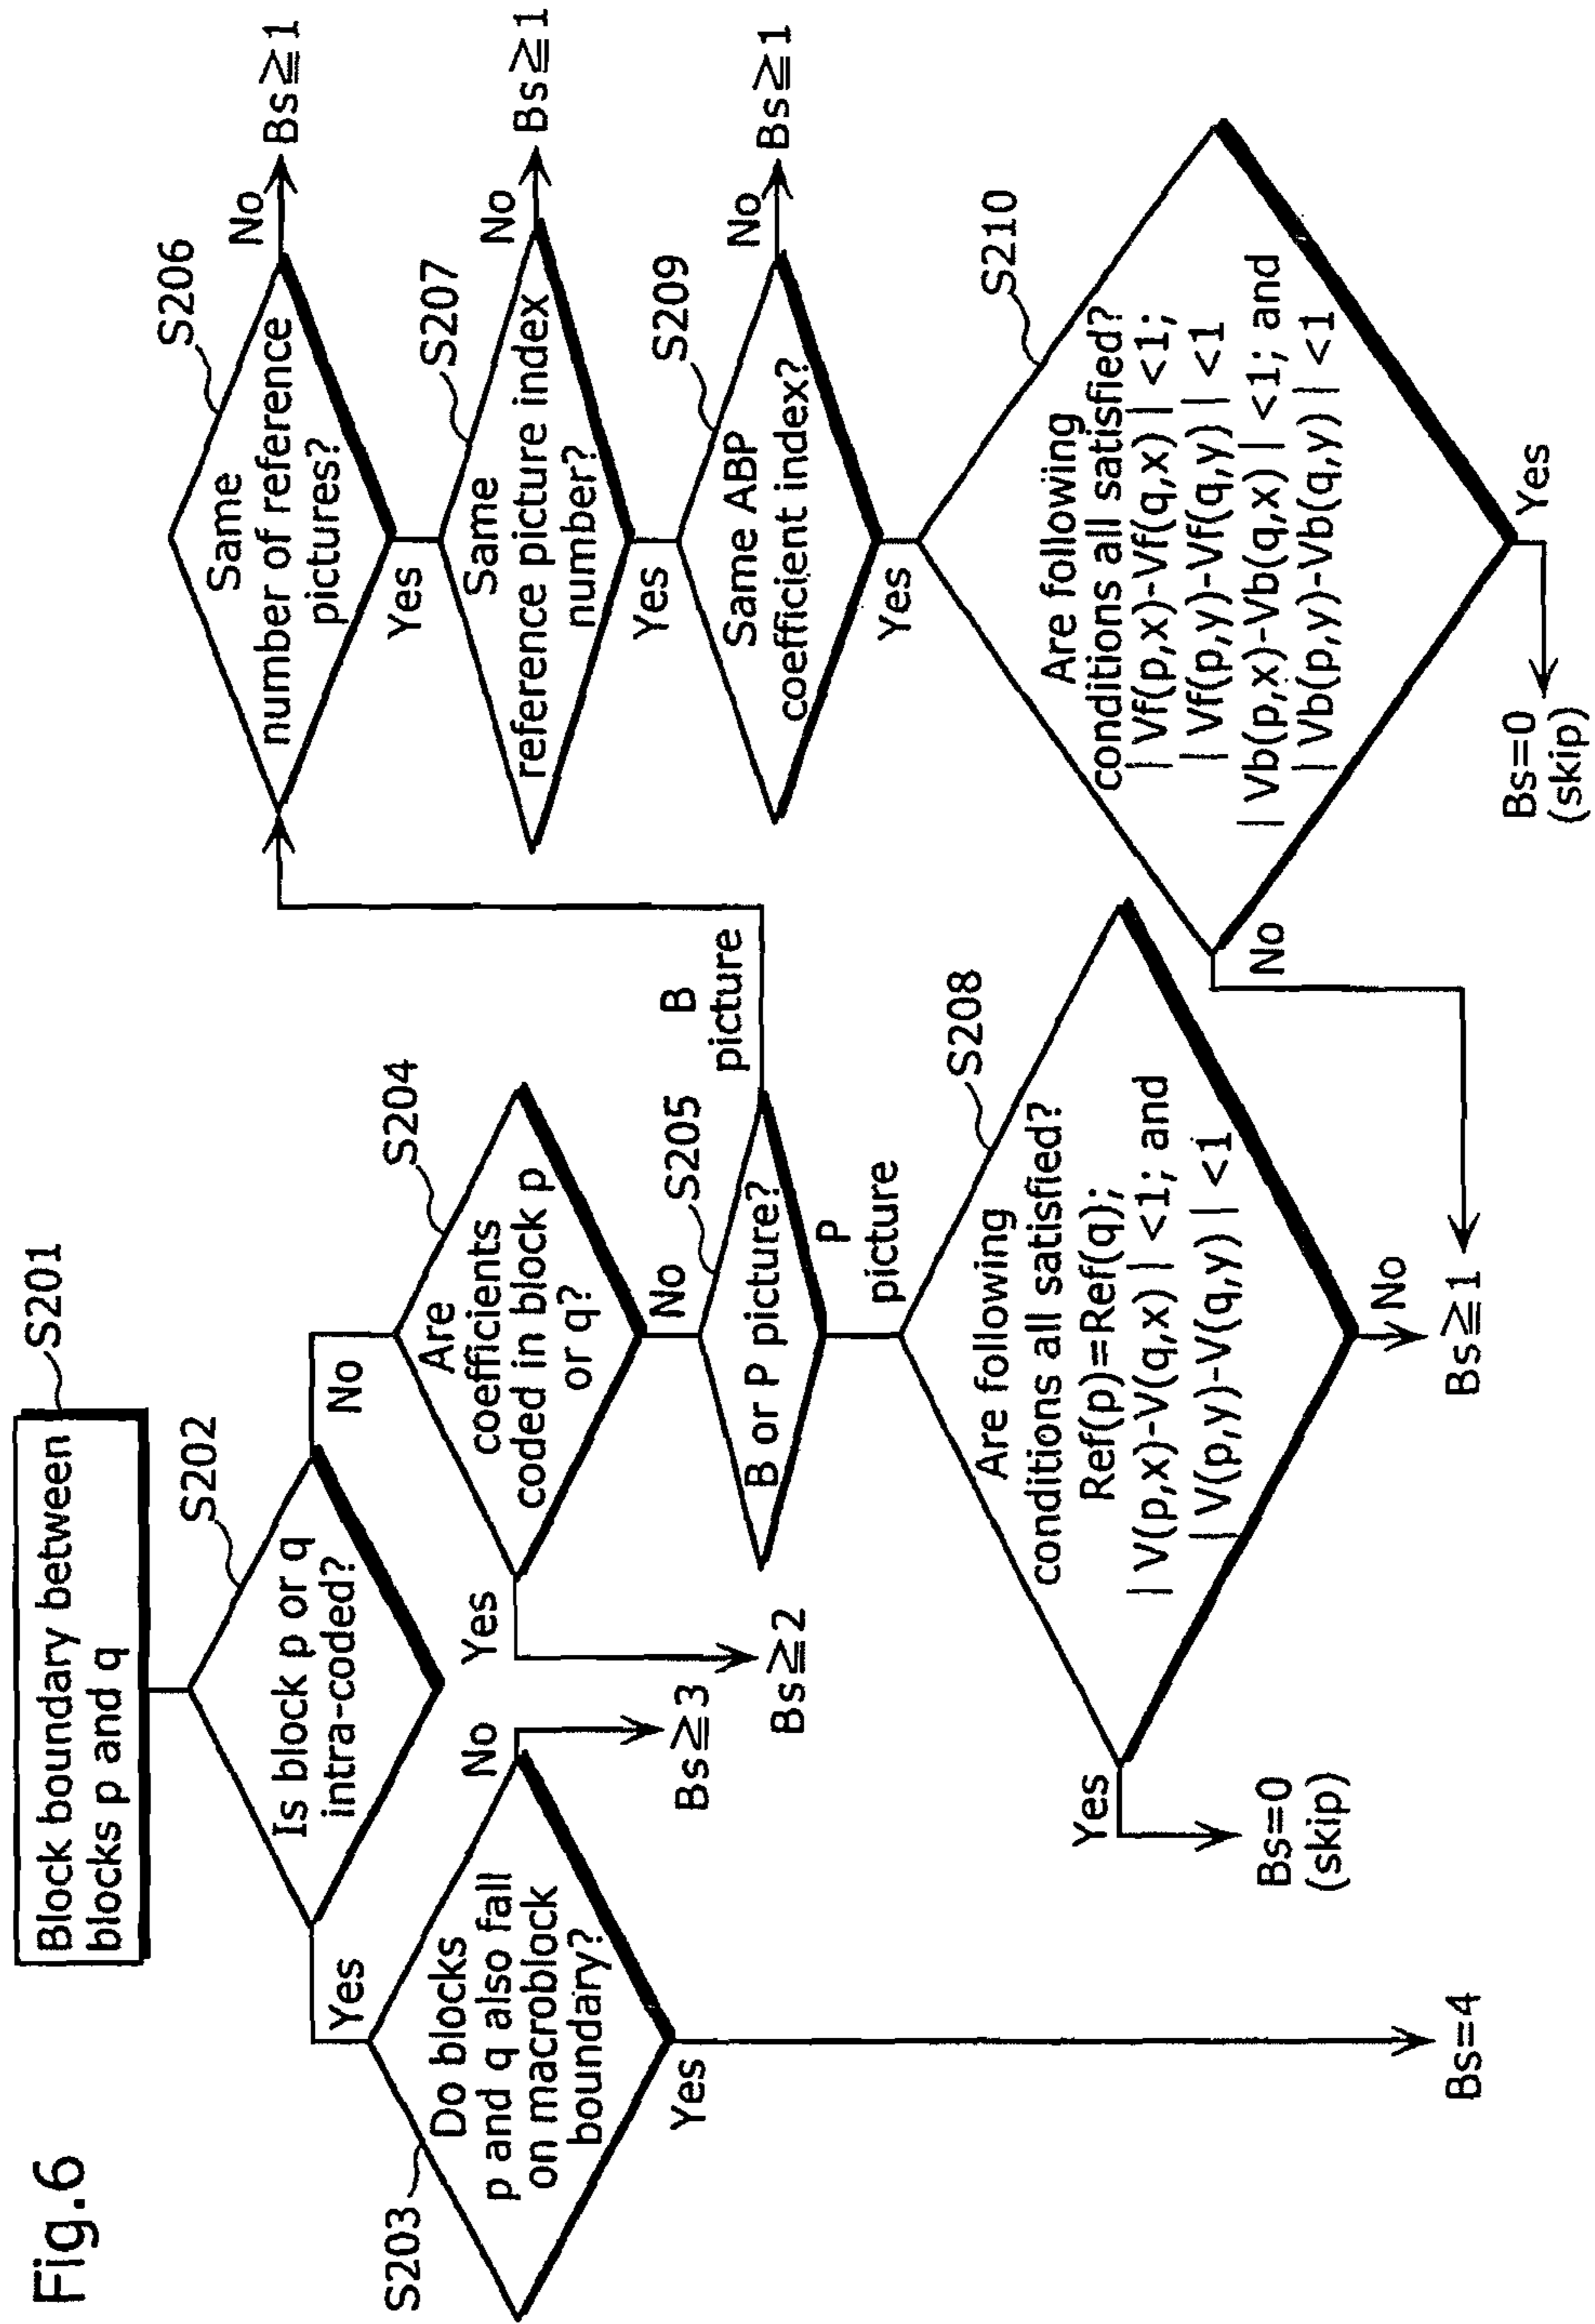 Fig.6
Block boundary between
blocks p and q
S201
S202
Is block p or q
intra-coded?
Yes
No
S203
Do blocks
p and q also fall
on macroblock
boundary?
No
Bs≧3
Yes
Bs=4
S204
Are
coefficients
coded in block p
or q?
Yes
Bs≧2
No
S205
B or P picture?
B
picture
P
picture
S208
Are following
conditions all satisfied?
Ref(p)=Ref(q);
|V(p,x)-V(q,x)|<1; and
|V(p,y)-V(q,y)|<1
Yes
Bs=0
(skip)
No
Bs≧1
S206
Same
number of reference
pictures?
No
Bs≧1
Yes
S207
Same
reference picture index
number?
No
Bs≧1
Yes
S209
Same ABP
coefficient index?
No
Bs≧1
Yes
S210
Are following
conditions all satisfied?
|Vf(p,x)-Vf(q,x)|<1;
|Vf(p,y)-Vf(q,y)|<1
|Vb(p,x)-Vb(q,x)|<1; and
|Vb(p,y)-Vb(q,y)|<1
No
Yes
Bs=0
(skip)